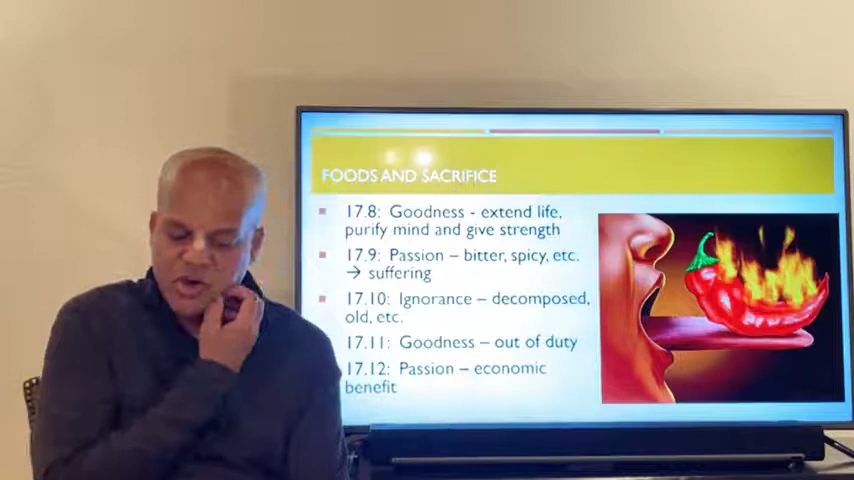 FOODS AND SACRIFICE
17.8: Goodness - extend life,
purify mind and give strength
17.9: Passion – bitter, spicy, etc.
→ suffering
17.10: Ignorance – decomposed,
old, etc.
17.11: Goodness – out of duty
17.12: Passion – economic
benefit